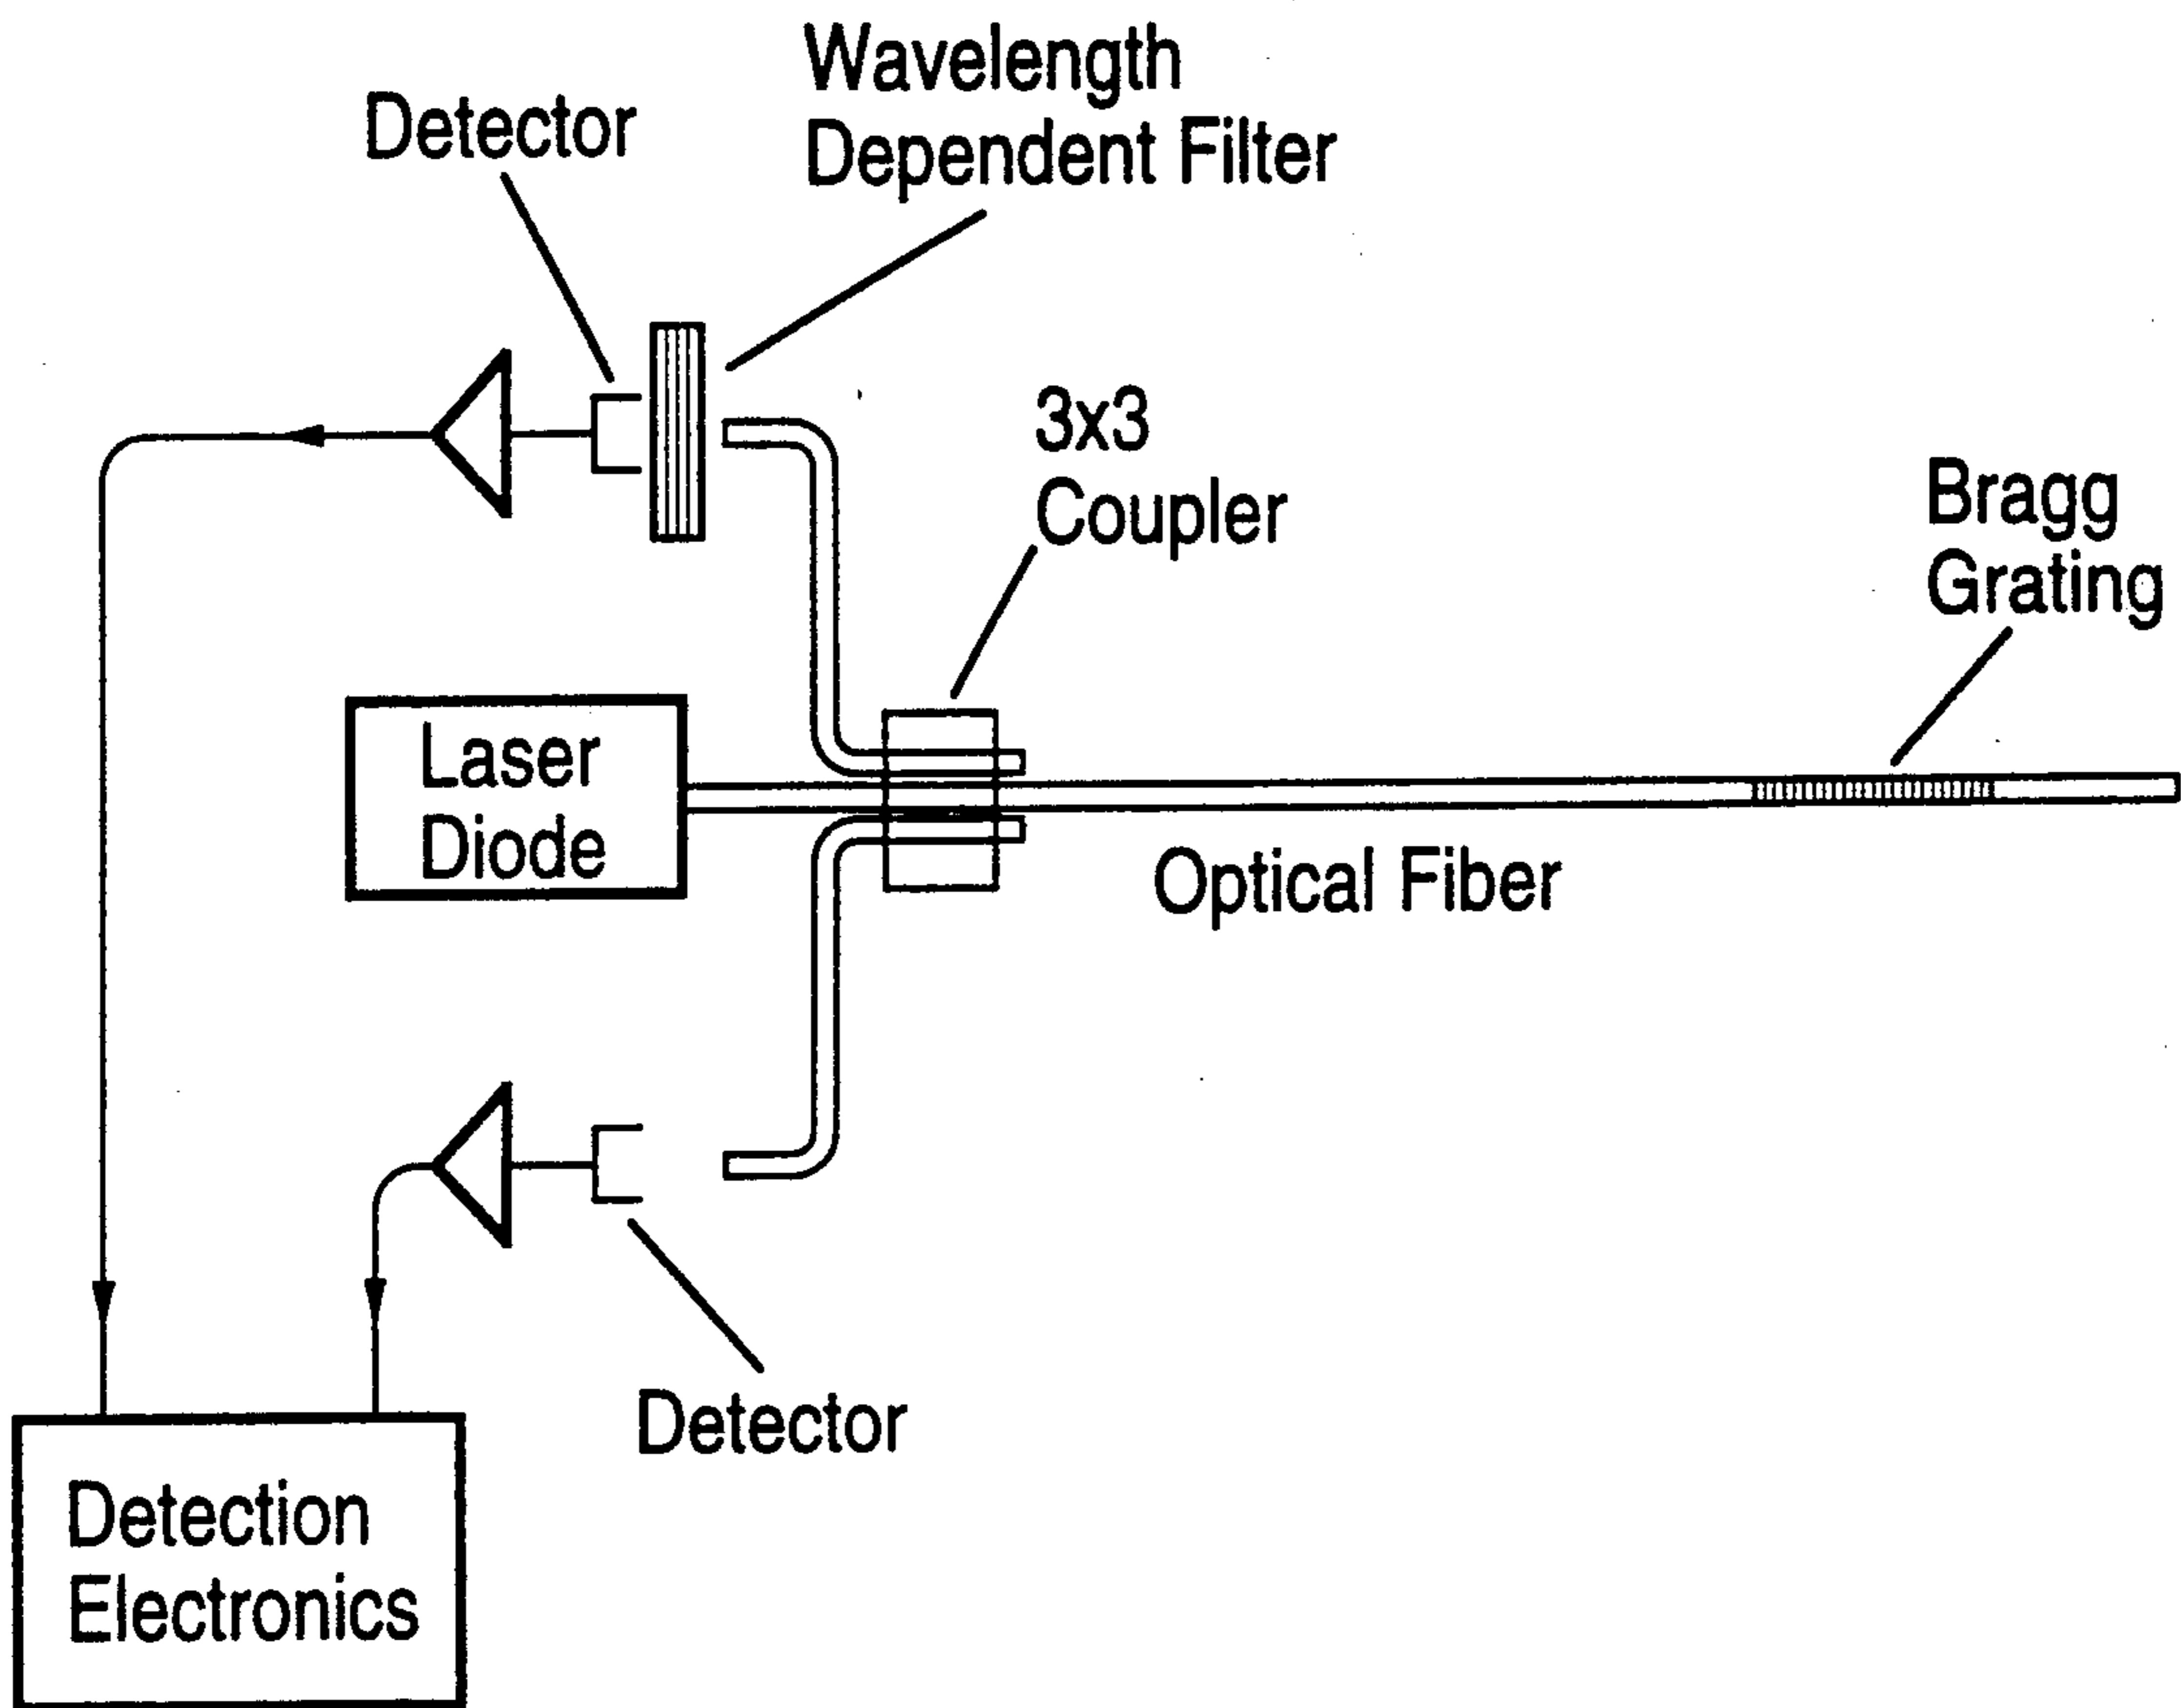 Wavelength
Dependent Filter
Detector
3x3
Coupler
Bragg
Grating
Laser
Diode
Optical Fiber
Detector
Detection
Electronics